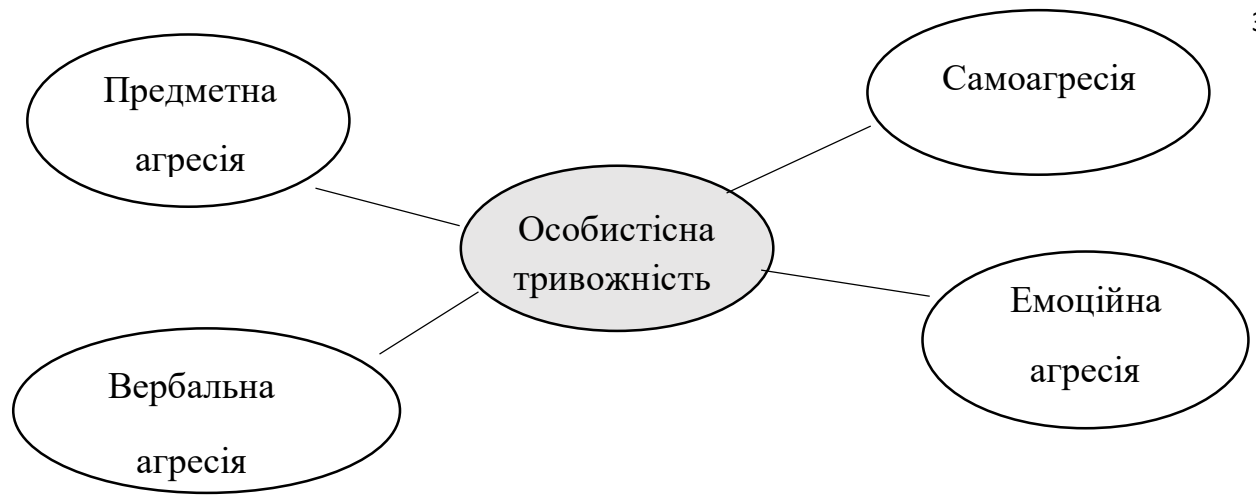 Предметна
агресія
Самоагресія
Особистісна
тривожність
Емоційна
агресія
Вербальна
агресія